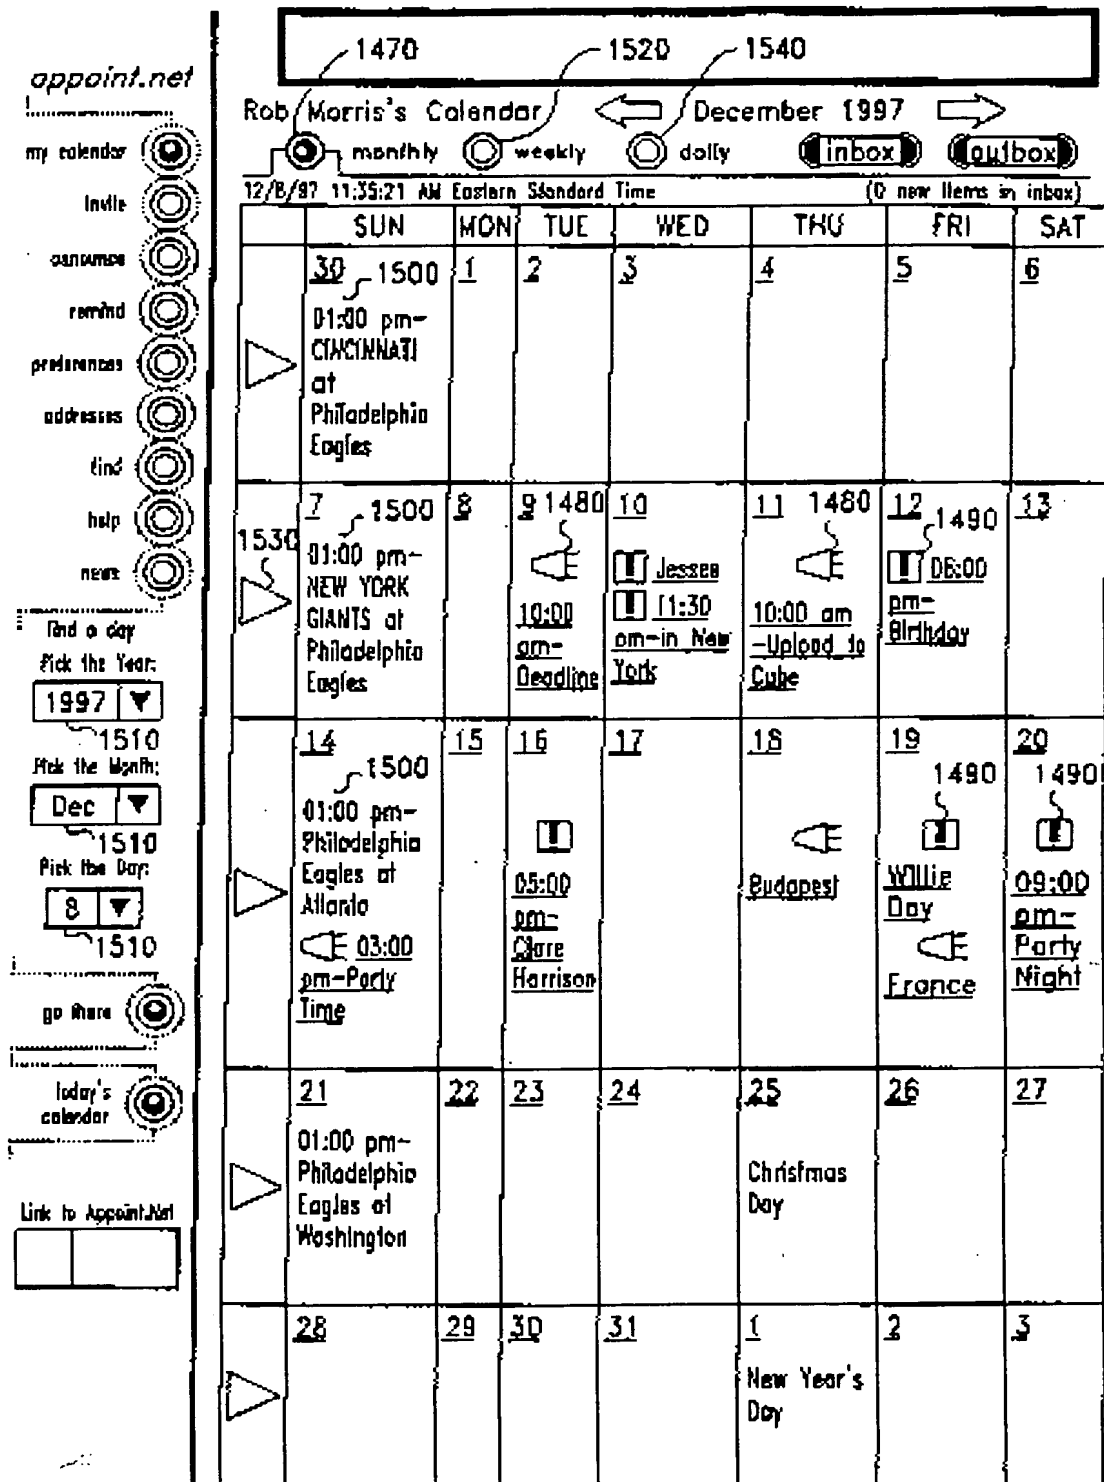 1470 1520 1540
appoint.net
Rob Morris's Calendar December 1997
monthly weekly daily inbox outbox
12/8/97 11:35:21 AM Eastern Standard Time (0 new items in inbox)
my calendar
invite
announce
remind
preferences
addresses
find
help
news
find a day
Pick the Year:
1997
1510
Pick the Month:
Dec
1510
Pick the Day:
8
1510
go there
today's
calendar
Link to Appoint.Net
SUN MON TUE WED THU FRI SAT
30 1 2 3 4 5 6
1500
01:00 pm-
CINCINNATI
at
Philadelphia
Eagles
7 8 9 10 11 12 13
1500
1530
01:00 pm-
NEW YORK
GIANTS at
Philadelphia
Eagles
1480
10:00
am-
Deadline
Jessee
11:30
am-in New
York
1480
10:00 am
-Upload to
Cube
1490
06:00
pm-
Birthday
14 15 16 17 18 19 20
1500
01:00 pm-
Philadelphia
Eagles at
Atlanta
03:00
pm-Party
Time
05:00
pm-
Clare
Harrison
Budapest
1490
Willie
Day
France
1490
09:00
pm-
Party
Night
21 22 23 24 25 26 27
01:00 pm-
Philadelphia
Eagles at
Washington
Christmas
Day
28 29 30 31 1 2 3
New Year's
Day